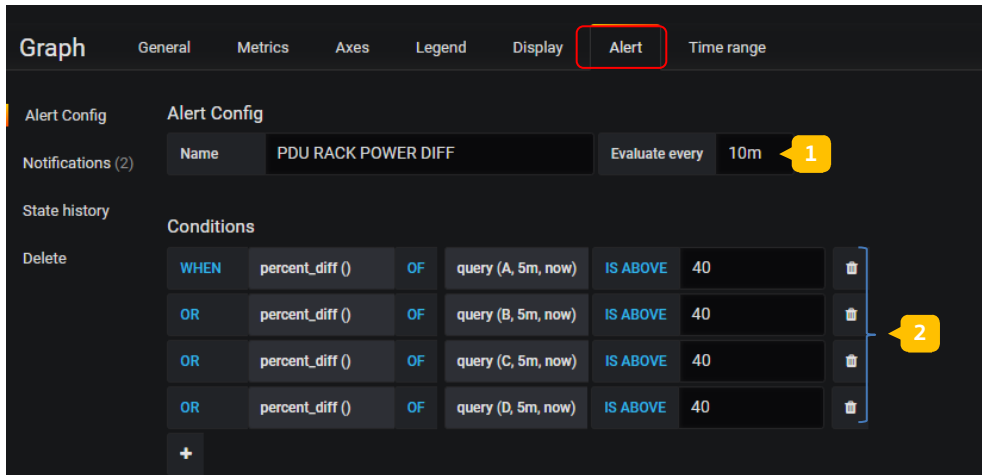 Graph General Metrics Axes Legend Display Alert Time range
Alert Config
Notifications (2)
State history
Delete
Alert Config
Name PDU RACK POWER DIFF Evaluate every 10m 1
Conditions
WHEN percent_diff () OF query (A, 5m, now) IS ABOVE 40
OR percent_diff () OF query (B, 5m, now) IS ABOVE 40
OR percent_diff () OF query (C, 5m, now) IS ABOVE 40
OR percent_diff () OF query (D, 5m, now) IS ABOVE 40
2
+